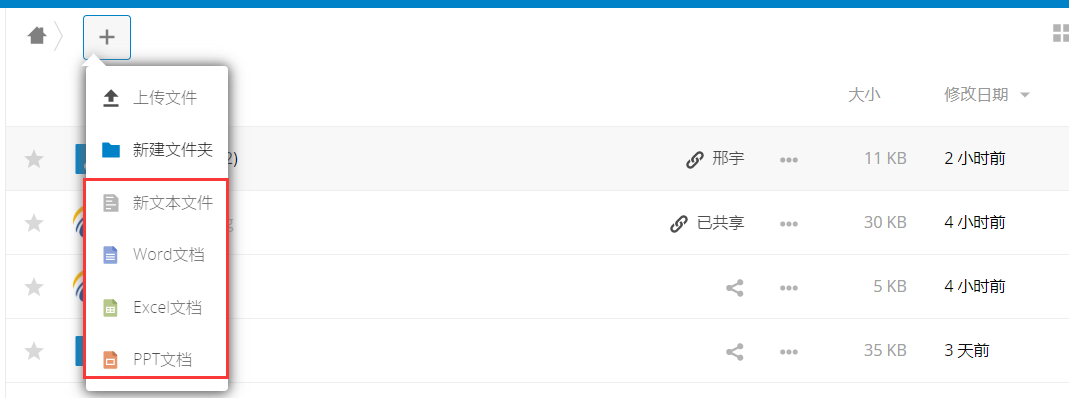 上传文件
大小
修改日期
新建文件夹
2)
邢宇
11 KB
2 小时前
新文本文件
g
已共享
30 KB
4 小时前
Word文档
Excel文档
5 KB
4 小时前
PPT文档
35 KB
3 天前